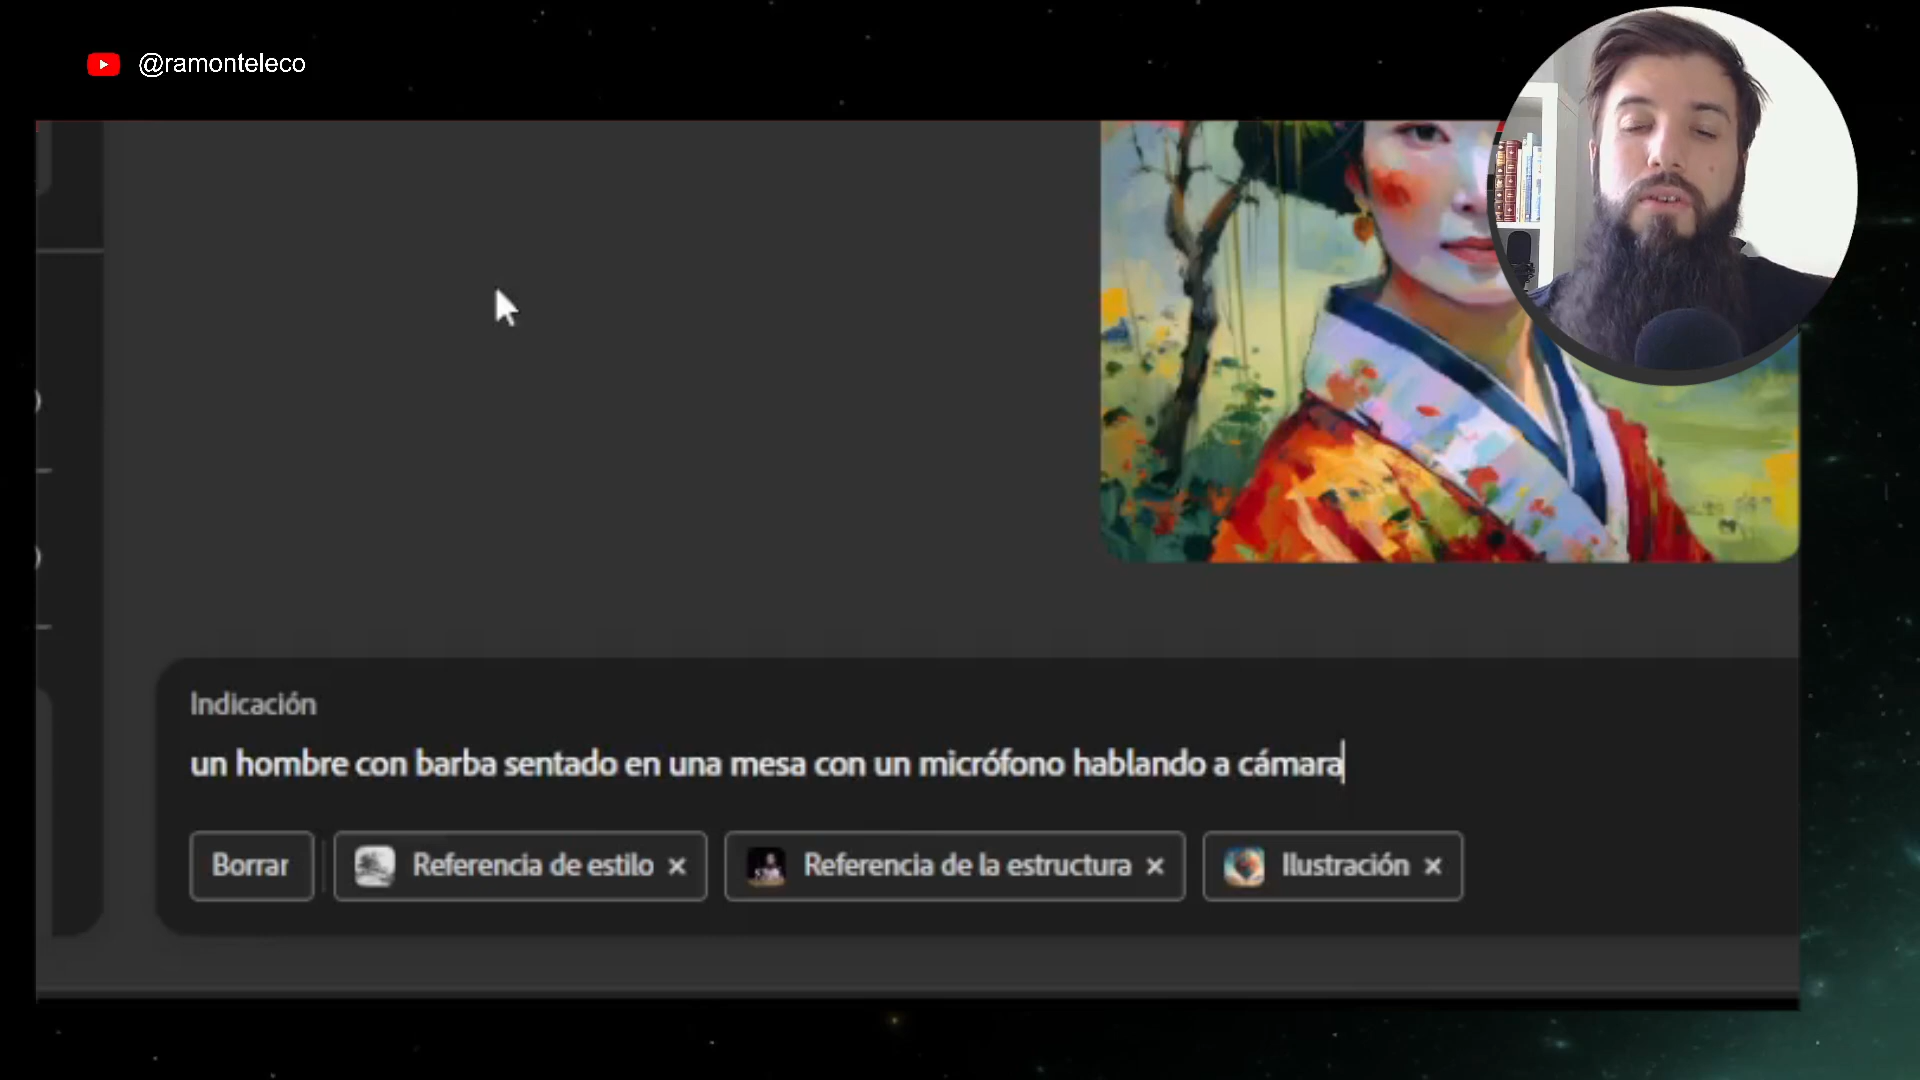 @ramonteleco
Indicación
un hombre con barba sentado en una mesa con un micrófono hablando a cámara
Borrar
Referencia de estilo
Referencia de la estructura
Ilustración